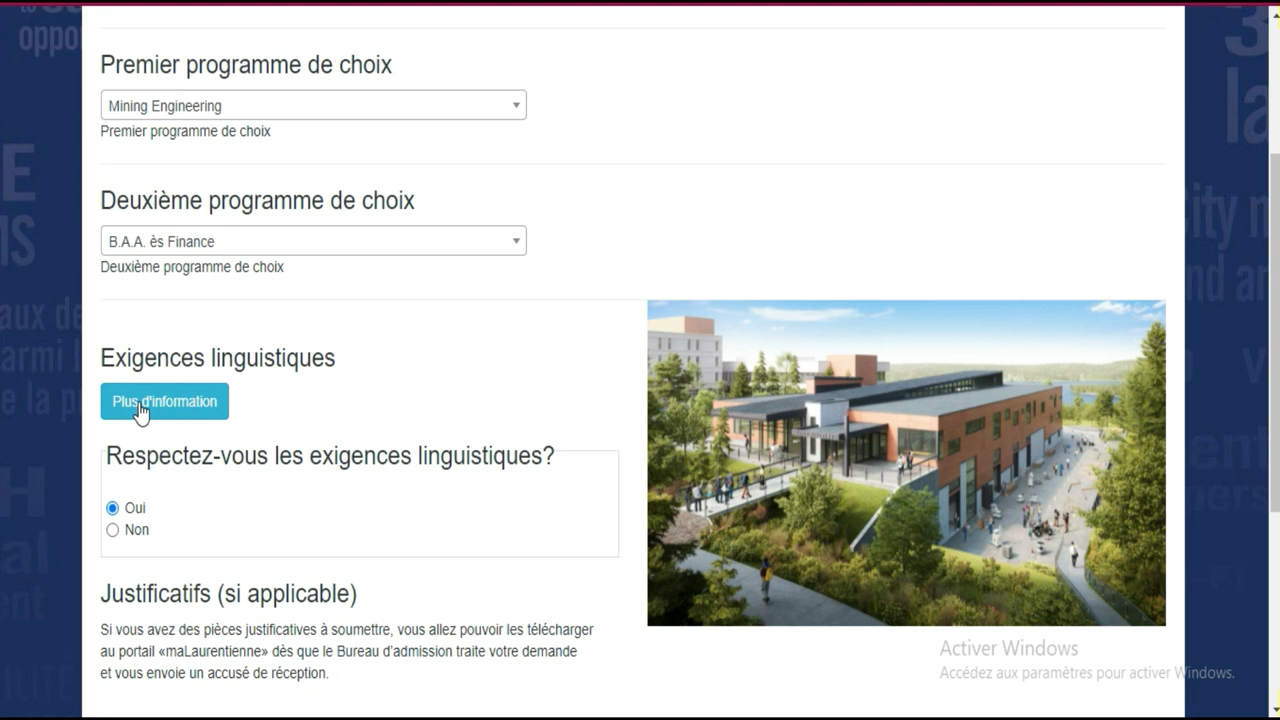 oppo
Premier programme de choix
Mining Engineering
Premier programme de choix
Deuxième programme de choix
B.A.A. ès Finance
Deuxième programme de choix
Exigences linguistiques
Plus d'information
Respectez-vous les exigences linguistiques?
Oui
Non
Justificatifs (si applicable)
Si vous avez des pièces justificatives à soumettre, vous allez pouvoir les télécharger
au portail «maLaurentienne» dès que le Bureau d'admission traite votre demande
et vous envoie un accusé de réception.
Activer Windows
Accédez aux paramètres pour activer Windows.